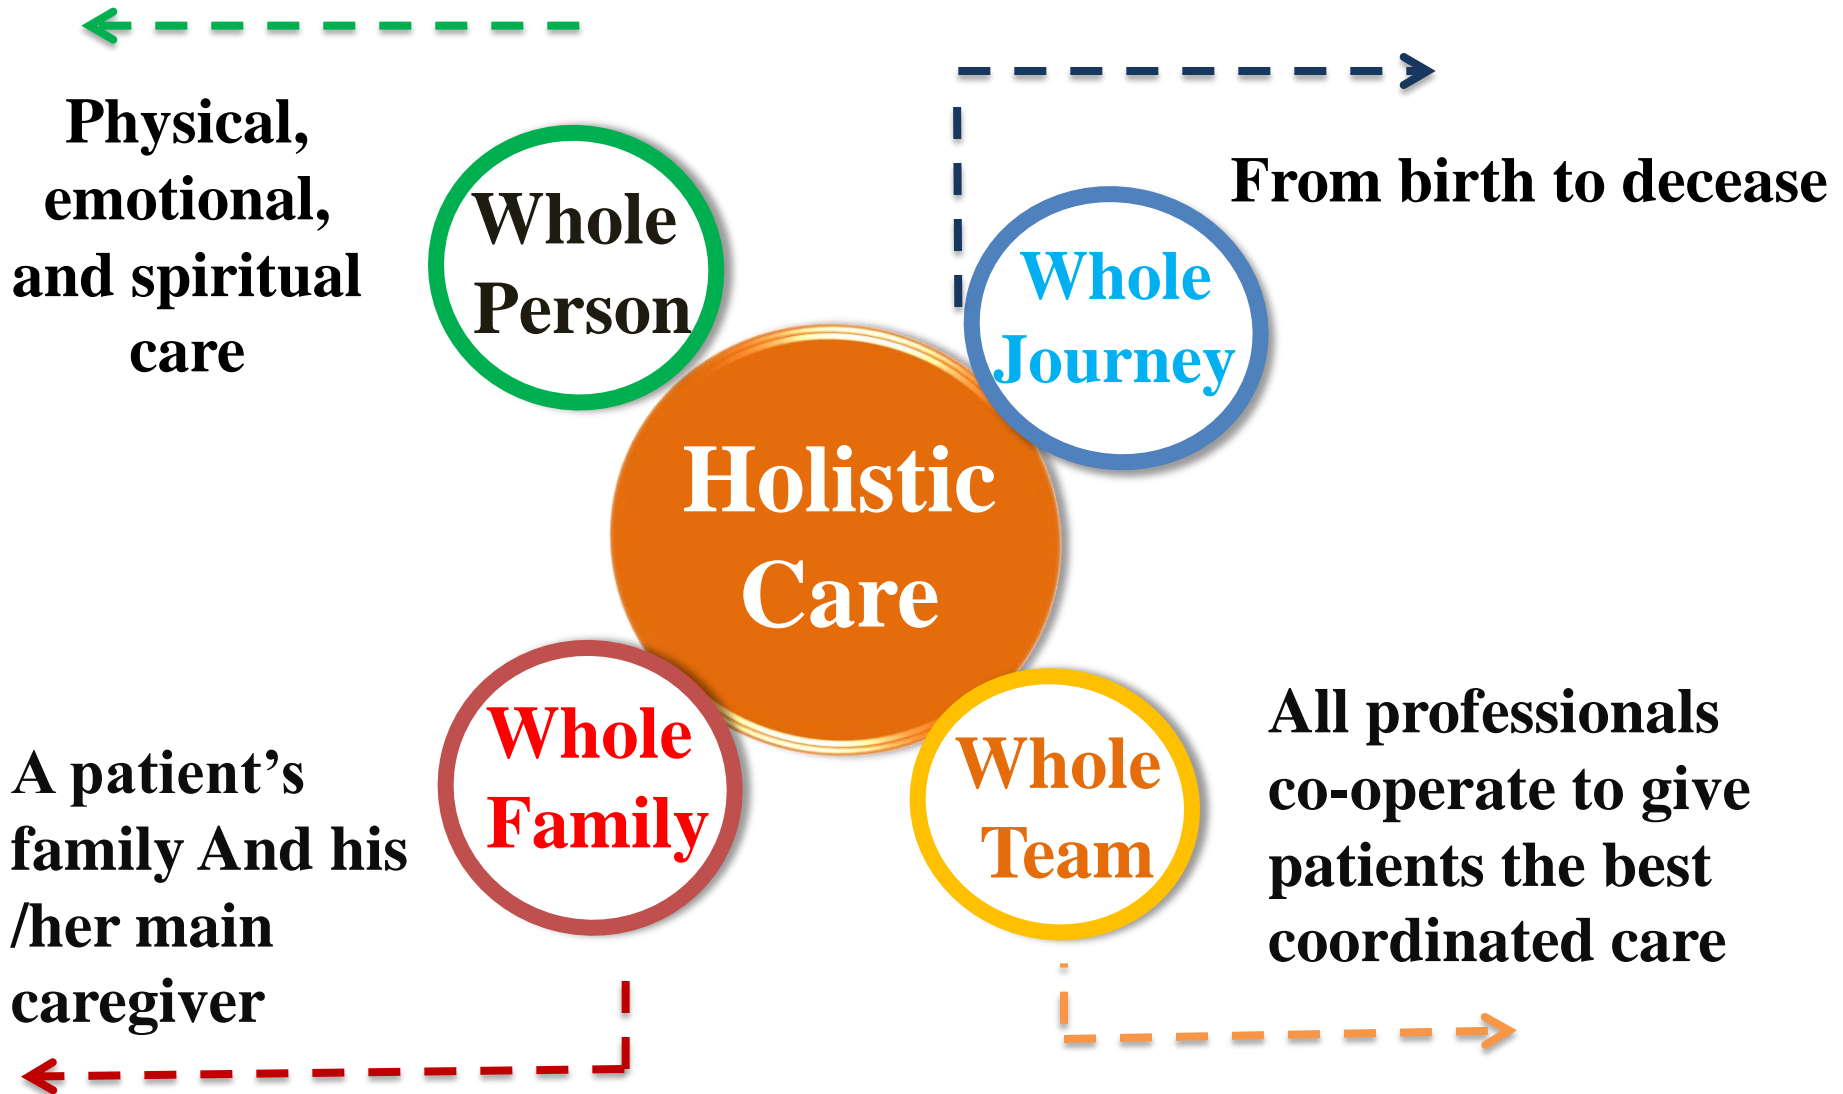 Physical,
emotional,
and spiritual
care
Whole
Person
From birth to decease
Whole
Journey
Holistic
Care
A patient’s
family And his
/her main
caregiver
Whole
Family
Whole
Team
All professionals
co-operate to give
patients the best
coordinated care